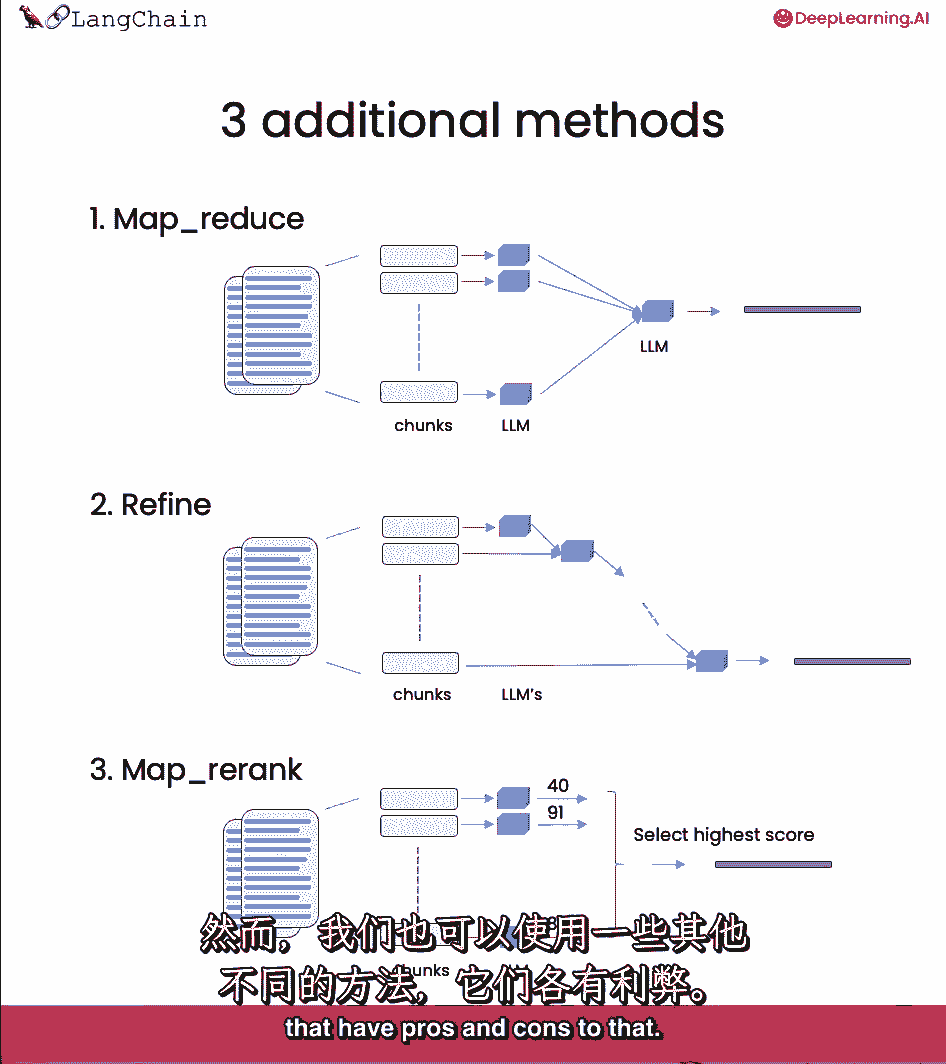 LangChain
DeepLearning.AI
3 additional methods
1. Map_reduce
LLM
chunks
LLM
2. Refine
chunks
LLM's
3. Map_rerank
40
91
Select highest score
然而，我们也可以使用一些其他
不同的方法，它们各有利弊。
that have pros and cons to that.